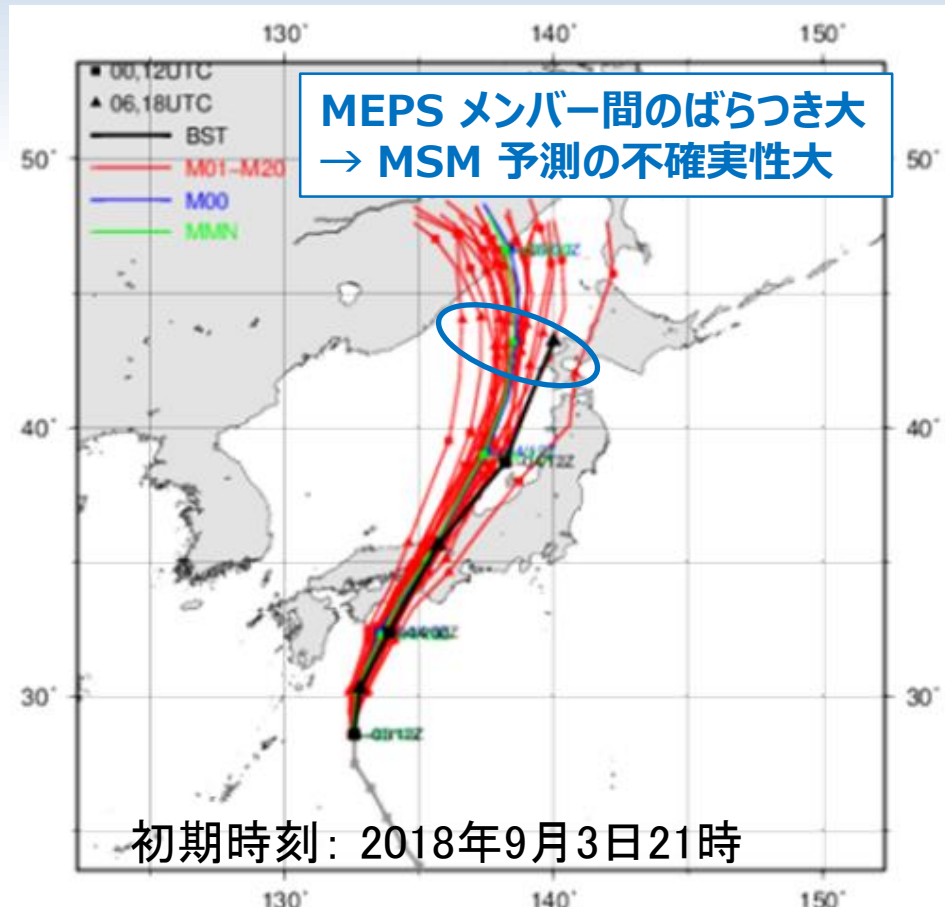 130° 140° 150°
■ 00,12UTC
▲ 06,18UTC
BST
M01-M20
M00
MMN
MEPS メンバー間のばらつき大
→ MSM 予測の不確実性大
50° 50°
40° 40°
30° 30°
初期時刻: 2018年9月3日21時
130° 140° 150°